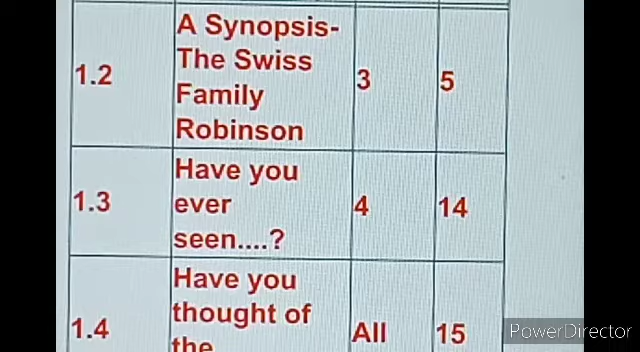 A Synopsis-
The Swiss
1.2 3 5
Family
Robinson
Have you
1.3 ever 4 14
seen....?
Have you
thought of
1.4 All 15
the
PowerDirector